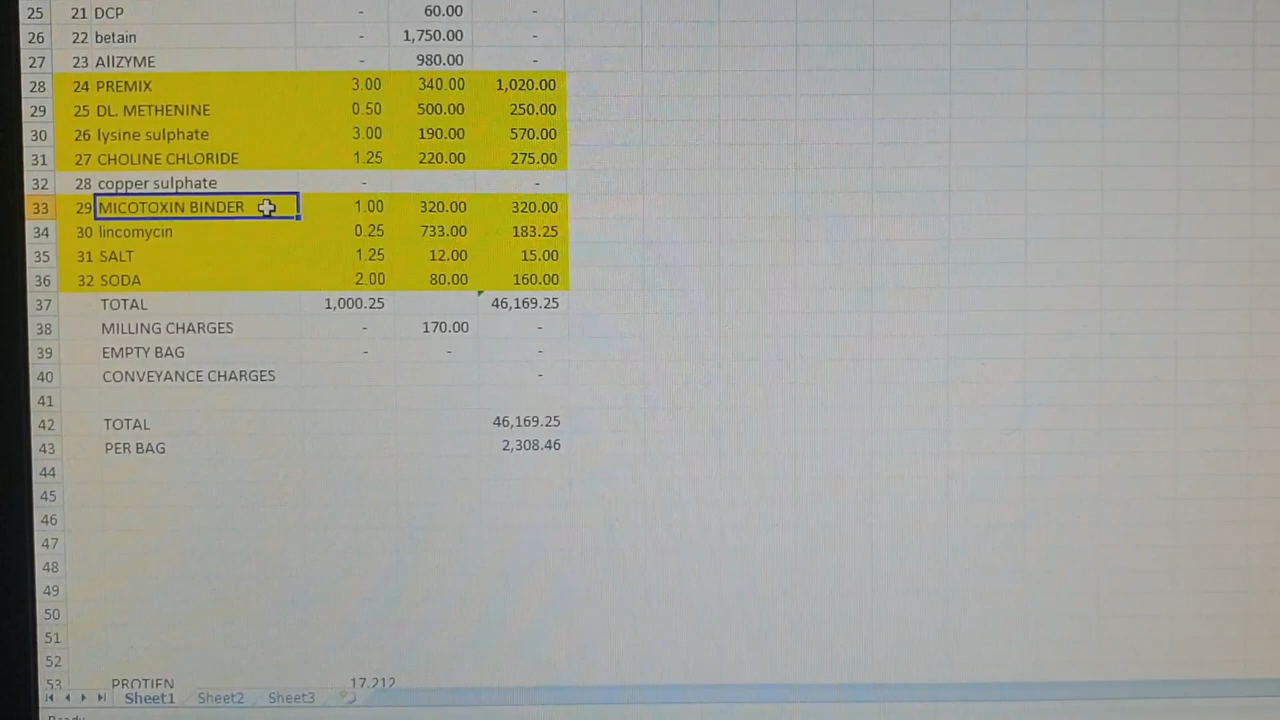 25 21 DCP - 60.00 -
26 22 betain - 1,750.00 -
27 23 AllZYME - 980.00 -
28 24 PREMIX 3.00 340.00 1,020.00
29 25 DL. METHENINE 0.50 500.00 250.00
30 26 lysine sulphate 3.00 190.00 570.00
31 27 CHOLINE CHLORIDE 1.25 220.00 275.00
32 28 copper sulphate - -
33 29 MICOTOXIN BINDER 1.00 320.00 320.00
34 30 lincomycin 0.25 733.00 183.25
35 31 SALT 1.25 12.00 15.00
36 32 SODA 2.00 80.00 160.00
37 TOTAL 1,000.25 46,169.25
38 MILLING CHARGES - 170.00 -
39 EMPTY BAG - - -
40 CONVEYANCE CHARGES -
41
42 TOTAL 46,169.25
43 PER BAG 2,308.46
44
45
46
47
48
49
50
51
52
53 PROTIEN 17.212
Sheet1 Sheet2 Sheet3
Ready